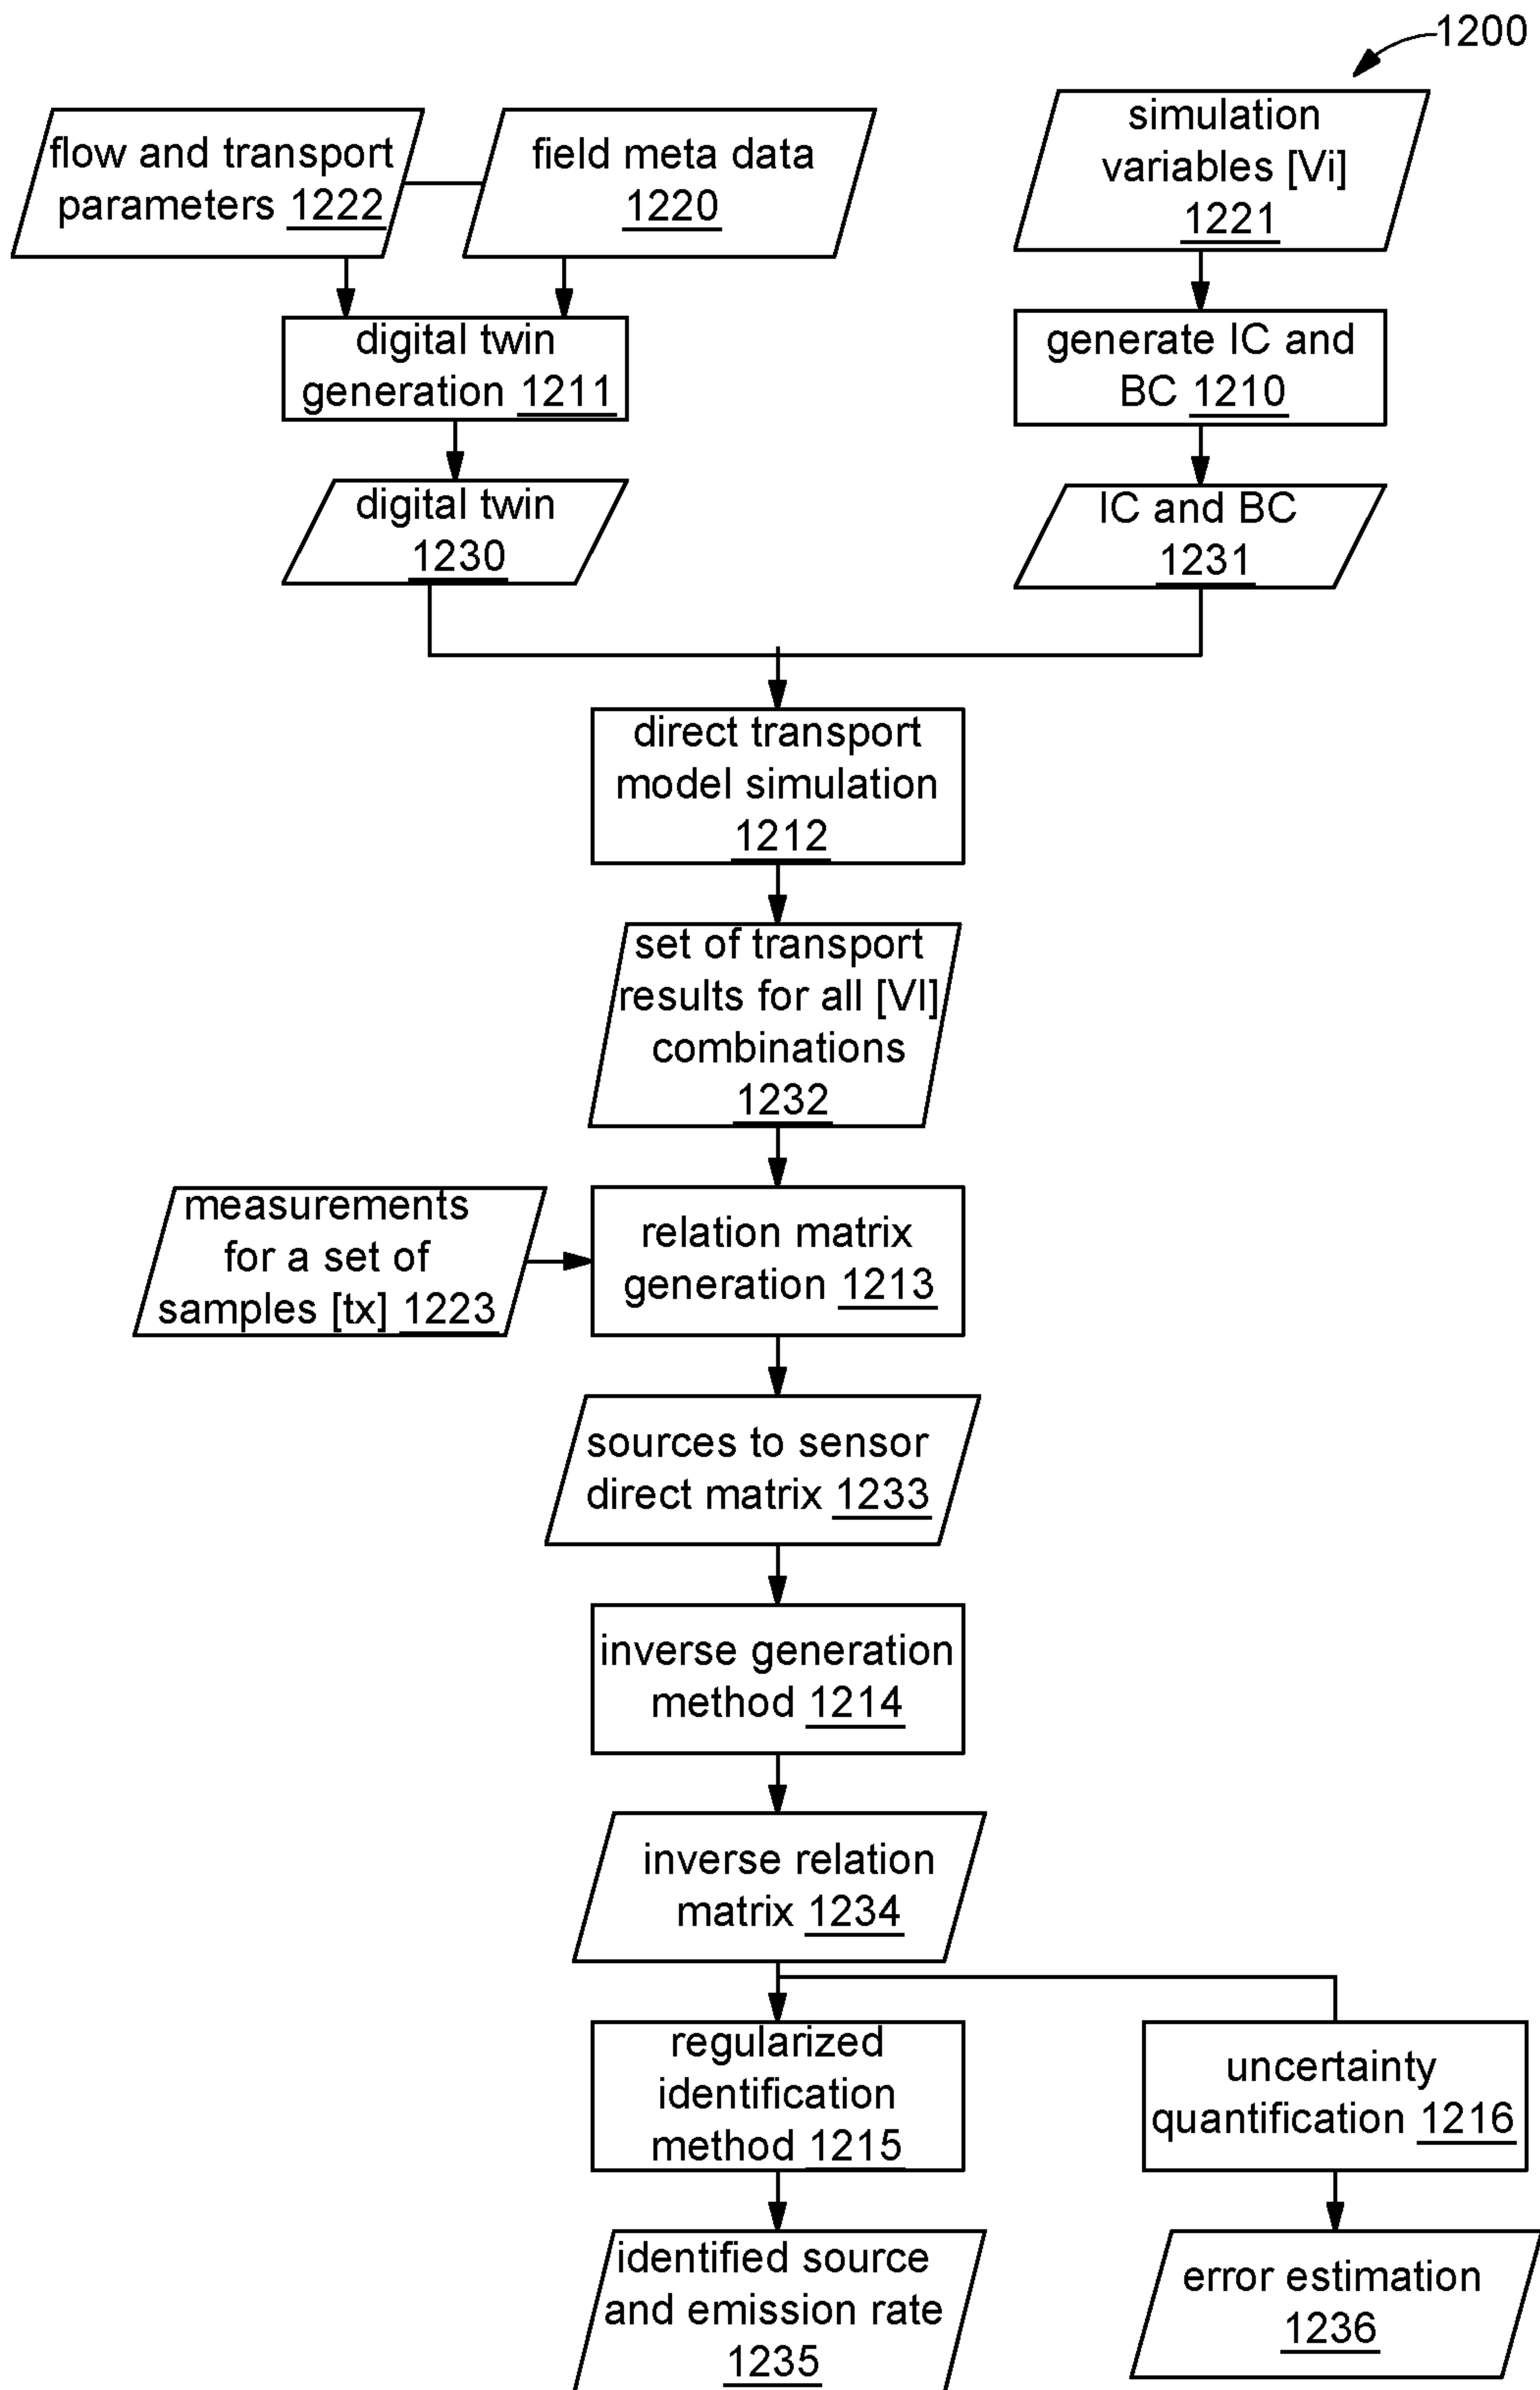 1200
flow and transport
parameters 1222
field meta data
1220
simulation
variables [Vi]
1221
digital twin
generation 1211
generate IC and
BC 1210
digital twin
1230
IC and BC
1231
direct transport
model simulation
1212
set of transport
results for all [Vl]
combinations
1232
measurements
for a set of
samples [tx] 1223
relation matrix
generation 1213
sources to sensor
direct matrix 1233
inverse generation
method 1214
inverse relation
matrix 1234
regularized
identification
method 1215
uncertainty
quantification 1216
identified source
and emission rate
1235
error estimation
1236